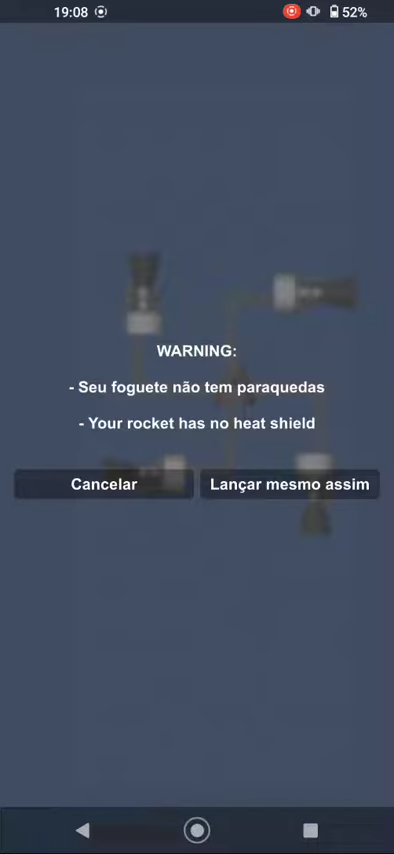 19:08 52%
WARNING:
- Seu foguete não tem paraquedas
- Your rocket has no heat shield
Cancelar Lançar mesmo assim